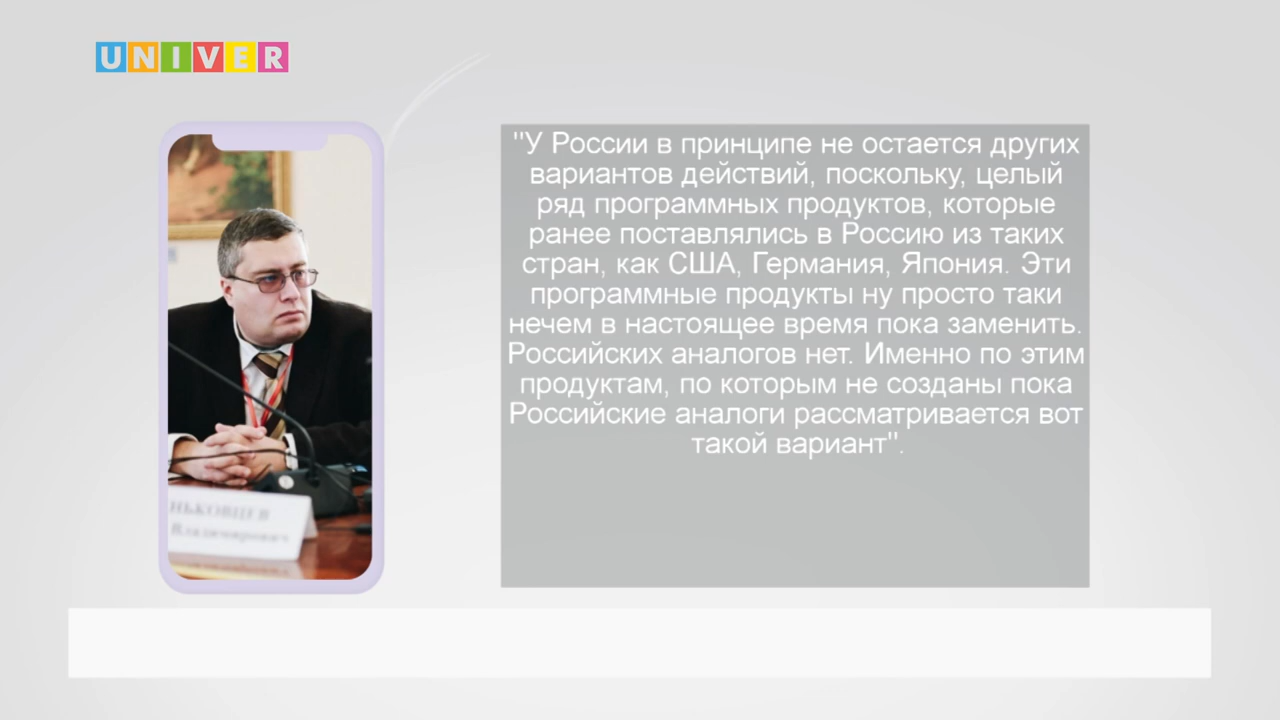 UNIVER
"У России в принципе не остается других
вариантов действий, поскольку, целый
ряд программных продуктов, которые
ранее поставлялись в Россию из таких
стран, как США, Германия, Япония. Эти
программные продукты ну просто таки
нечем в настоящее время пока заменить.
Российских аналогов нет. Именно по этим
продуктам, по которым не созданы пока
Российские аналоги рассматривается вот
такой вариант".
НЬКОВЦЕВ
Владимирович